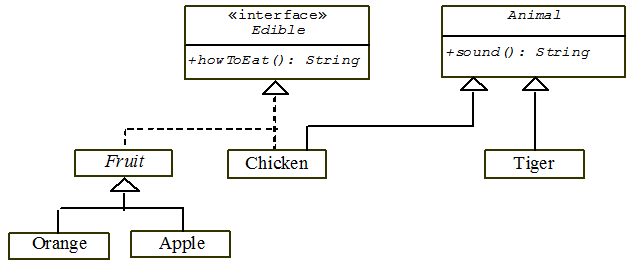 «interface»
Edible
+howToEat(): String
Animal
+sound(): String
Fruit
Chicken
Tiger
Orange
Apple